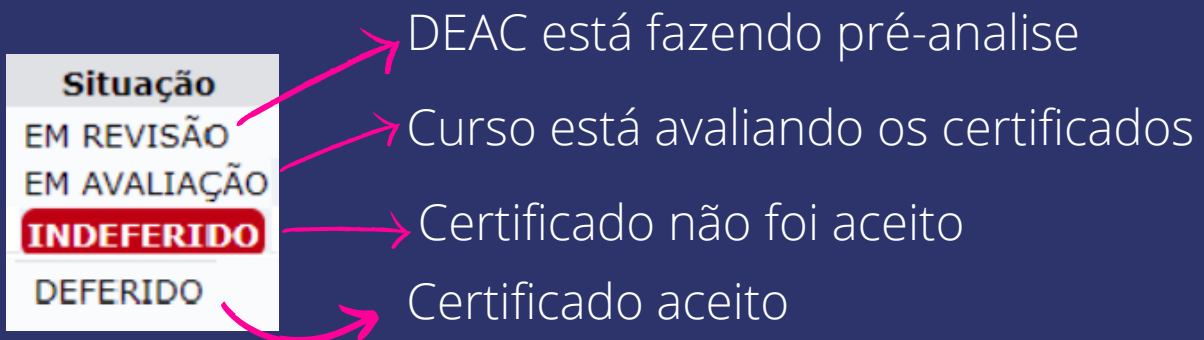 Situação
EM REVISÃO
EM AVALIAÇÃO
INDEFERIDO
DEFERIDO
DEAC está fazendo pré-analise
Curso está avaliando os certificados
Certificado não foi aceito
Certificado aceito